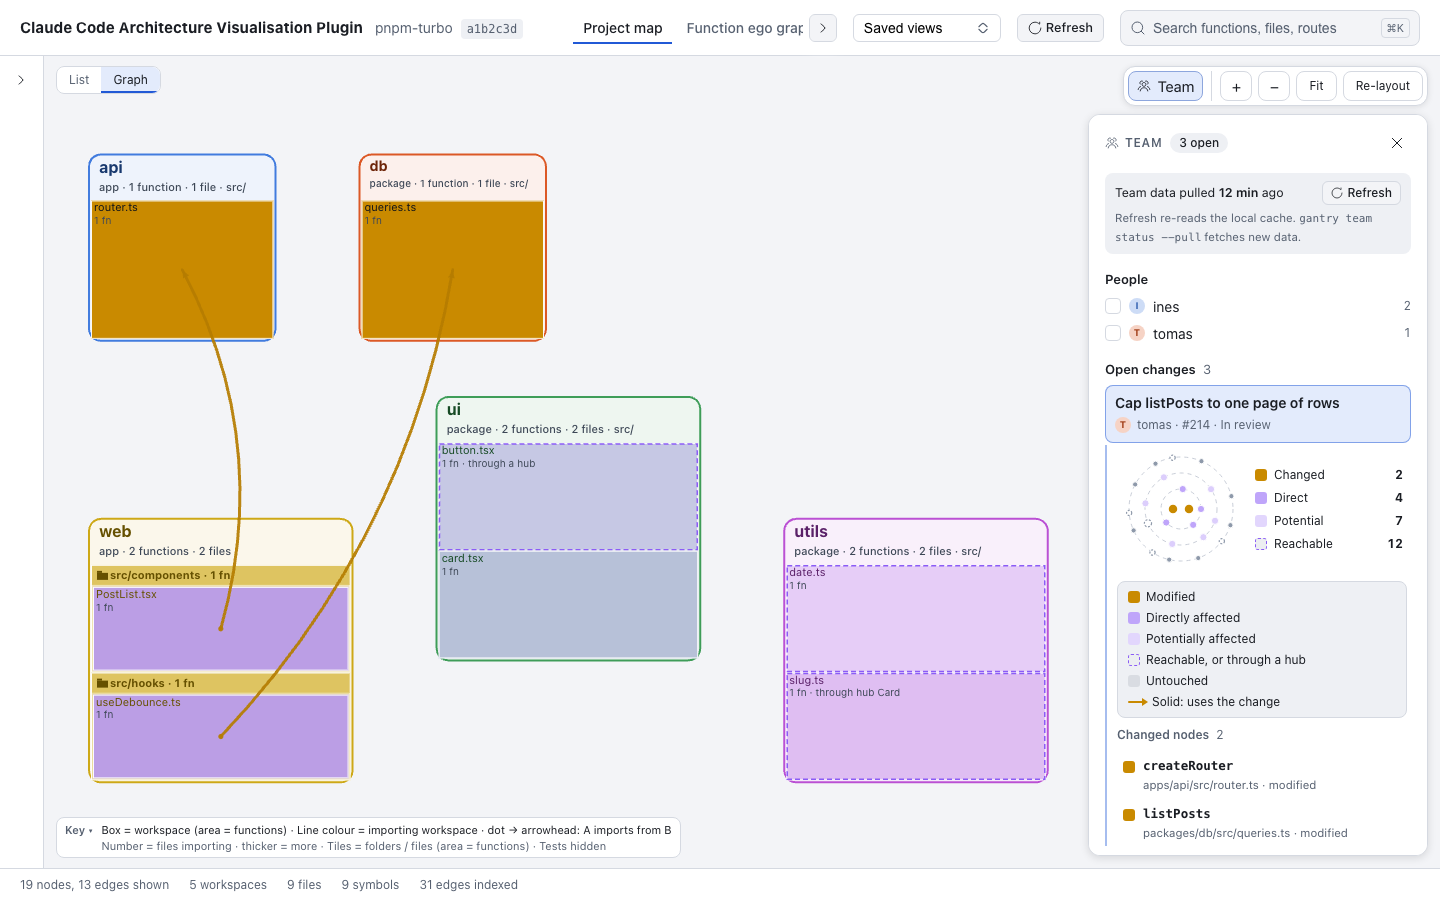 Claude Code Architecture Visualisation Plugin pnpm-turbo a1b2c3d
Project map Function ego grap
Saved views
Refresh
Search functions, files, routes ⌘K
List Graph
Team + − Fit Re-layout
api
app · 1 function · 1 file · src/
router.ts
1 fn
db
package · 1 function · 1 file · src/
queries.ts
1 fn
ui
package · 2 functions · 2 files · src/
button.tsx
1 fn · through a hub
card.tsx
1 fn
web
app · 2 functions · 2 files
src/components · 1 fn
PostList.tsx
1 fn
src/hooks · 1 fn
useDebounce.ts
1 fn
utils
package · 2 functions · 2 files · src/
date.ts
1 fn
slug.ts
1 fn · through hub Card
TEAM 3 open
Team data pulled 12 min ago
Refresh
Refresh re-reads the local cache. gantry team
status --pull fetches new data.
People
I ines 2
T tomas 1
Open changes 3
Cap listPosts to one page of rows
T tomas · #214 · In review
Changed 2
Direct 4
Potential 7
Reachable 12
Modified
Directly affected
Potentially affected
Reachable, or through a hub
Untouched
Solid: uses the change
Changed nodes 2
createRouter
apps/api/src/router.ts · modified
listPosts
packages/db/src/queries.ts · modified
Key ▾ Box = workspace (area = functions) · Line colour = importing workspace · dot → arrowhead: A imports from B
Number = files importing · thicker = more · Tiles = folders / files (area = functions) · Tests hidden
19 nodes, 13 edges shown 5 workspaces 9 files 9 symbols 31 edges indexed